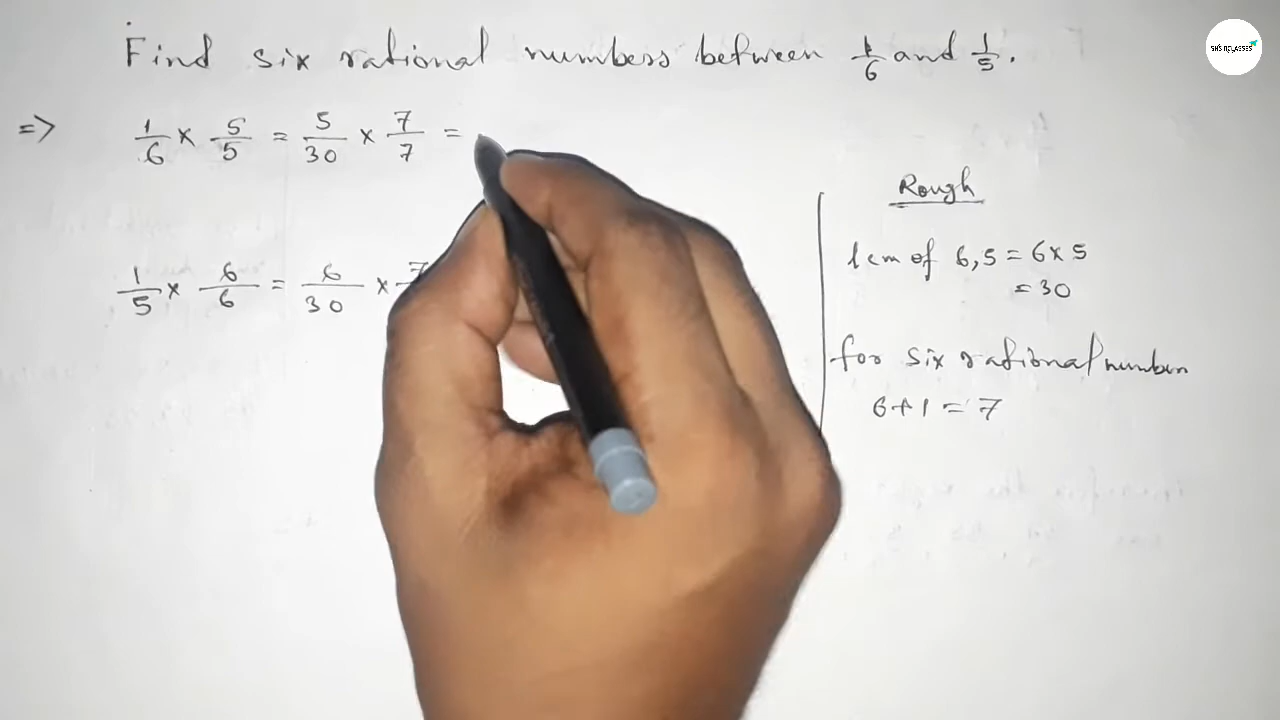 Find six rational numbers between 1/6 and 1/5.
=> 1/6 × 5/5 = 5/30 × 7/7 =
1/5 × 6/6 = 6/30 × 7
Rough
lcm of 6,5 = 6×5
= 30
for six rational number
6+1 = 7
SHSIRCLASSES